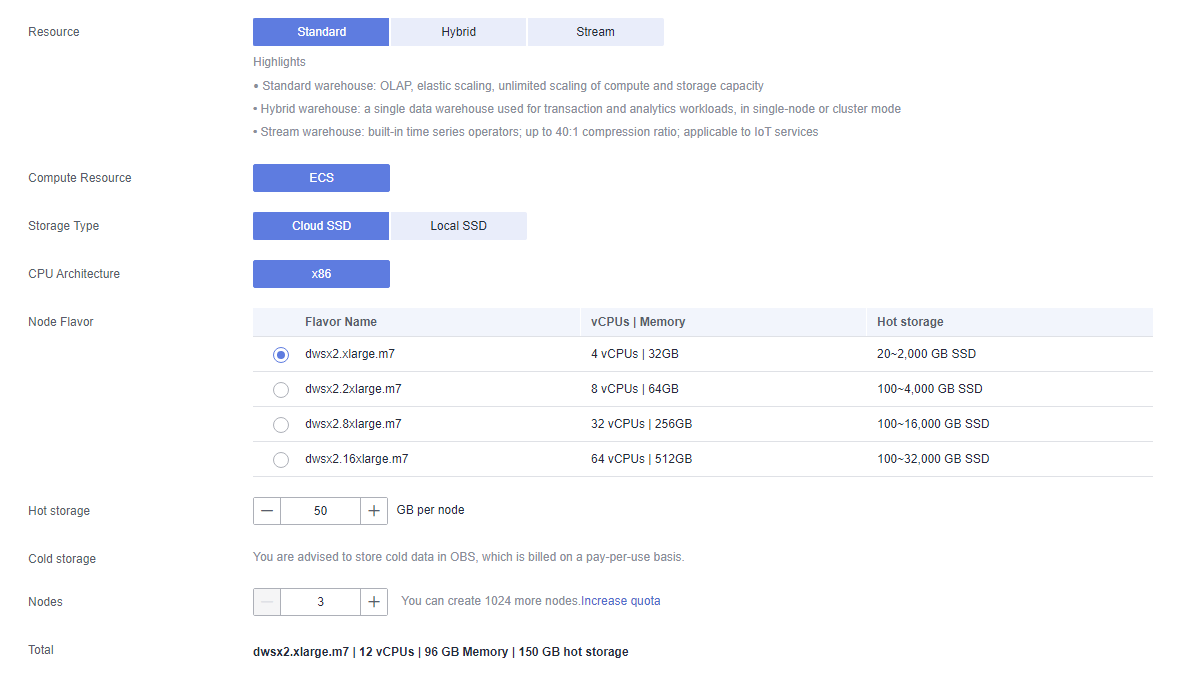 Resource Standard Hybrid Stream
Highlights
• Standard warehouse: OLAP, elastic scaling, unlimited scaling of compute and storage capacity
• Hybrid warehouse: a single data warehouse used for transaction and analytics workloads, in single-node or cluster mode
• Stream warehouse: built-in time series operators; up to 40:1 compression ratio; applicable to IoT services
Compute Resource ECS
Storage Type Cloud SSD Local SSD
CPU Architecture x86
Node Flavor Flavor Name vCPUs | Memory Hot storage
dwsx2.xlarge.m7 4 vCPUs | 32GB 20~2,000 GB SSD
dwsx2.2xlarge.m7 8 vCPUs | 64GB 100~4,000 GB SSD
dwsx2.8xlarge.m7 32 vCPUs | 256GB 100~16,000 GB SSD
dwsx2.16xlarge.m7 64 vCPUs | 512GB 100~32,000 GB SSD
Hot storage — 50 + GB per node
Cold storage You are advised to store cold data in OBS, which is billed on a pay-per-use basis.
Nodes — 3 + You can create 1024 more nodes.Increase quota
Total dwsx2.xlarge.m7 | 12 vCPUs | 96 GB Memory | 150 GB hot storage